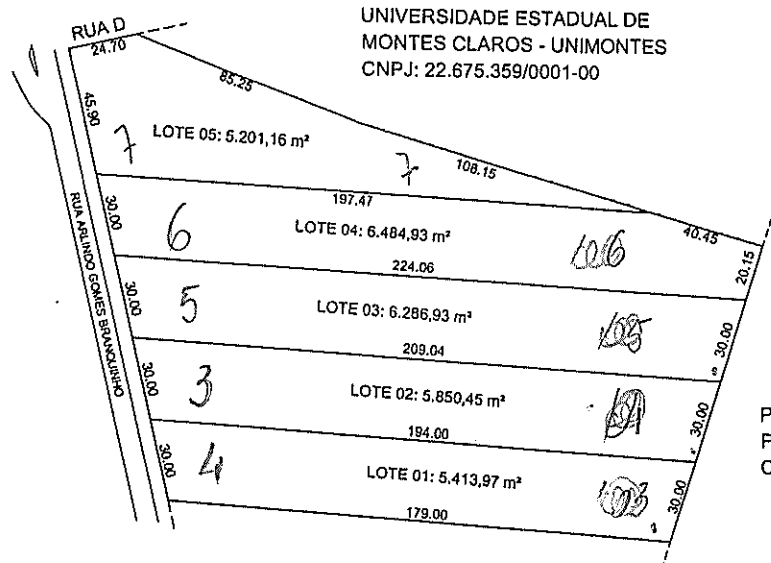 UNIVERSIDADE ESTADUAL DE
MONTES CLAROS - UNIMONTES
CNPJ: 22.675.359/0001-00
RUA D
24.70
85.25
45.90
7
LOTE 05: 5.201,16 m²
7
108.15
197.47
40.45
30.00
6
LOTE 04: 6.484,93 m²
20.15
224.06
RUA ARLINDO GOMES BRANQUINHO
30.00
5
LOTE 03: 6.286,93 m²
30.00
209.04
30.00
3
LOTE 02: 5.850,45 m²
30.00
194.00
30.00
4
LOTE 01: 5.413,97 m²
30.00
179.00
P
F
C